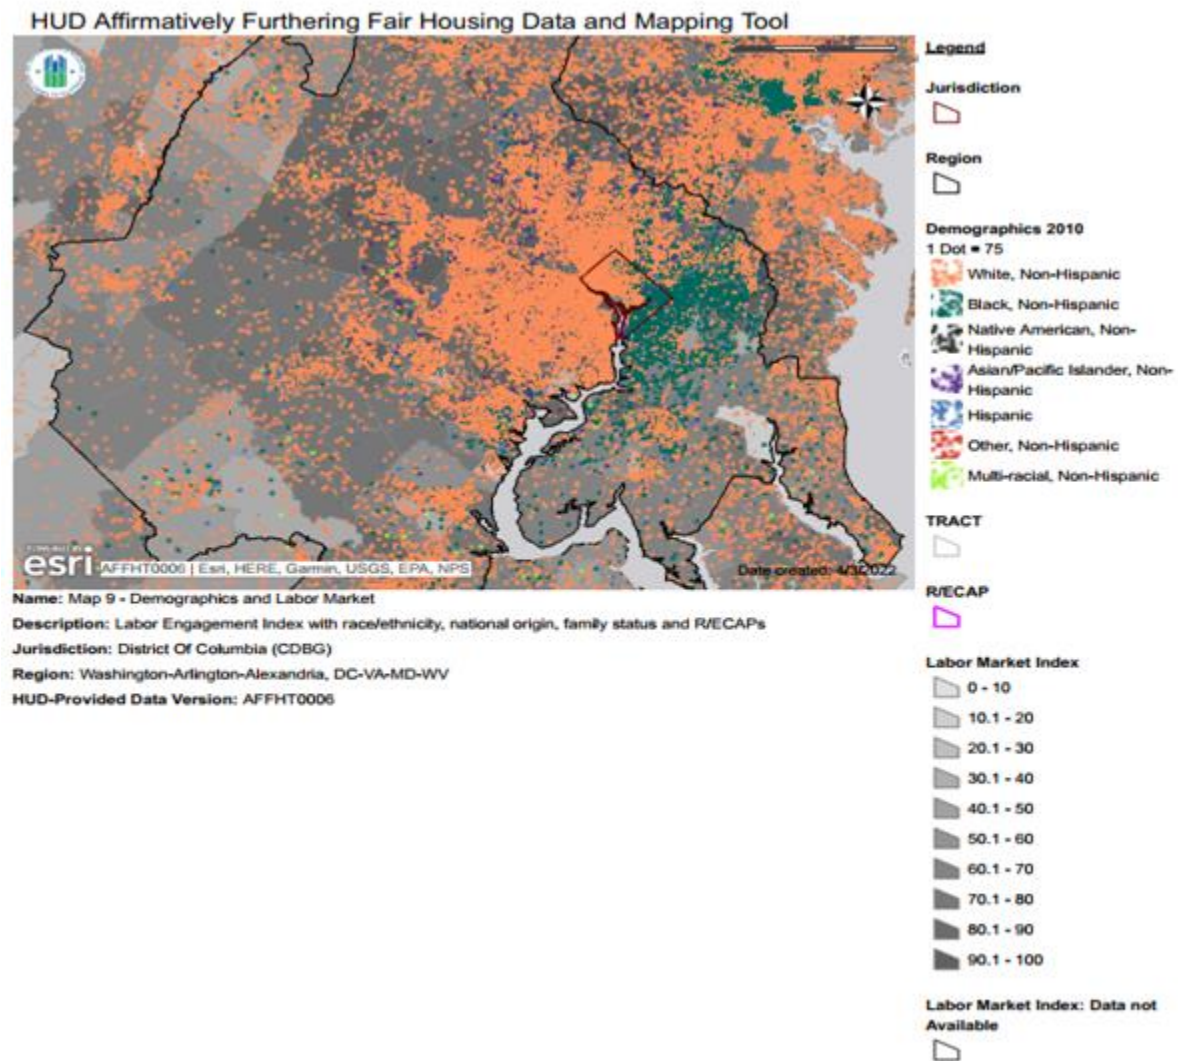 HUD Affirmatively Furthering Fair Housing Data and Mapping Tool
esri
AFFHT0006 | Esri, HERE, Garmin, USGS, EPA, NPS
Date created: 4/3/2022
Name: Map 9 - Demographics and Labor Market
Description: Labor Engagement Index with race/ethnicity, national origin, family status and R/ECAPs
Jurisdiction: District Of Columbia (CDBG)
Region: Washington-Arlington-Alexandria, DC-VA-MD-WV
HUD-Provided Data Version: AFFHT0006
Legend
Jurisdiction
Region
Demographics 2010
1 Dot = 75
White, Non-Hispanic
Black, Non-Hispanic
Native American, Non-
Hispanic
Asian/Pacific Islander, Non-
Hispanic
Hispanic
Other, Non-Hispanic
Multi-racial, Non-Hispanic
TRACT
R/ECAP
Labor Market Index
0 - 10
10.1 - 20
20.1 - 30
30.1 - 40
40.1 - 50
50.1 - 60
60.1 - 70
70.1 - 80
80.1 - 90
90.1 - 100
Labor Market Index: Data not
Available